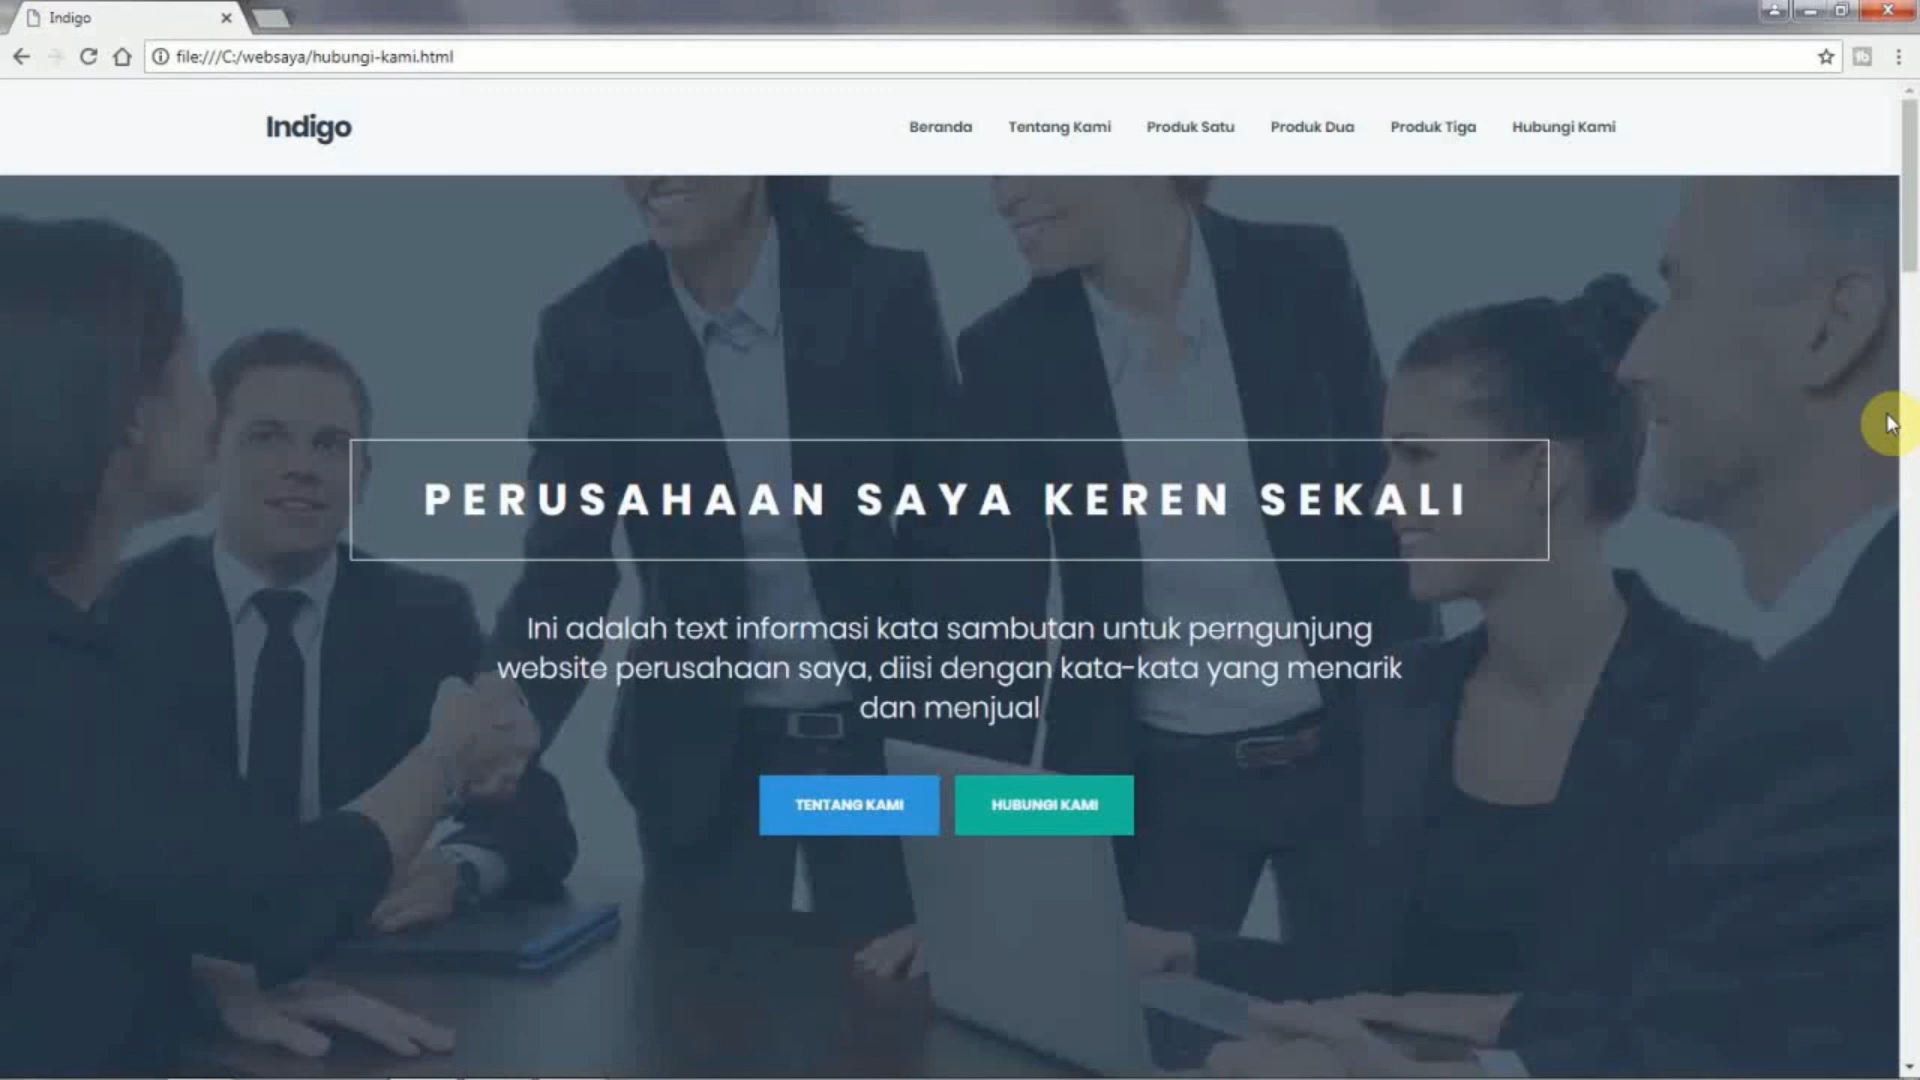 Indigo
file:///C:/websaya/hubungi-kami.html
Indigo
Beranda
Tentang Kami
Produk Satu
Produk Dua
Produk Tiga
Hubungi Kami
PERUSAHAAN SAYA KEREN SEKALI
Ini adalah text informasi kata sambutan untuk perngunjung
website perusahaan saya, diisi dengan kata-kata yang menarik
dan menjual
TENTANG KAMI
HUBUNGI KAMI